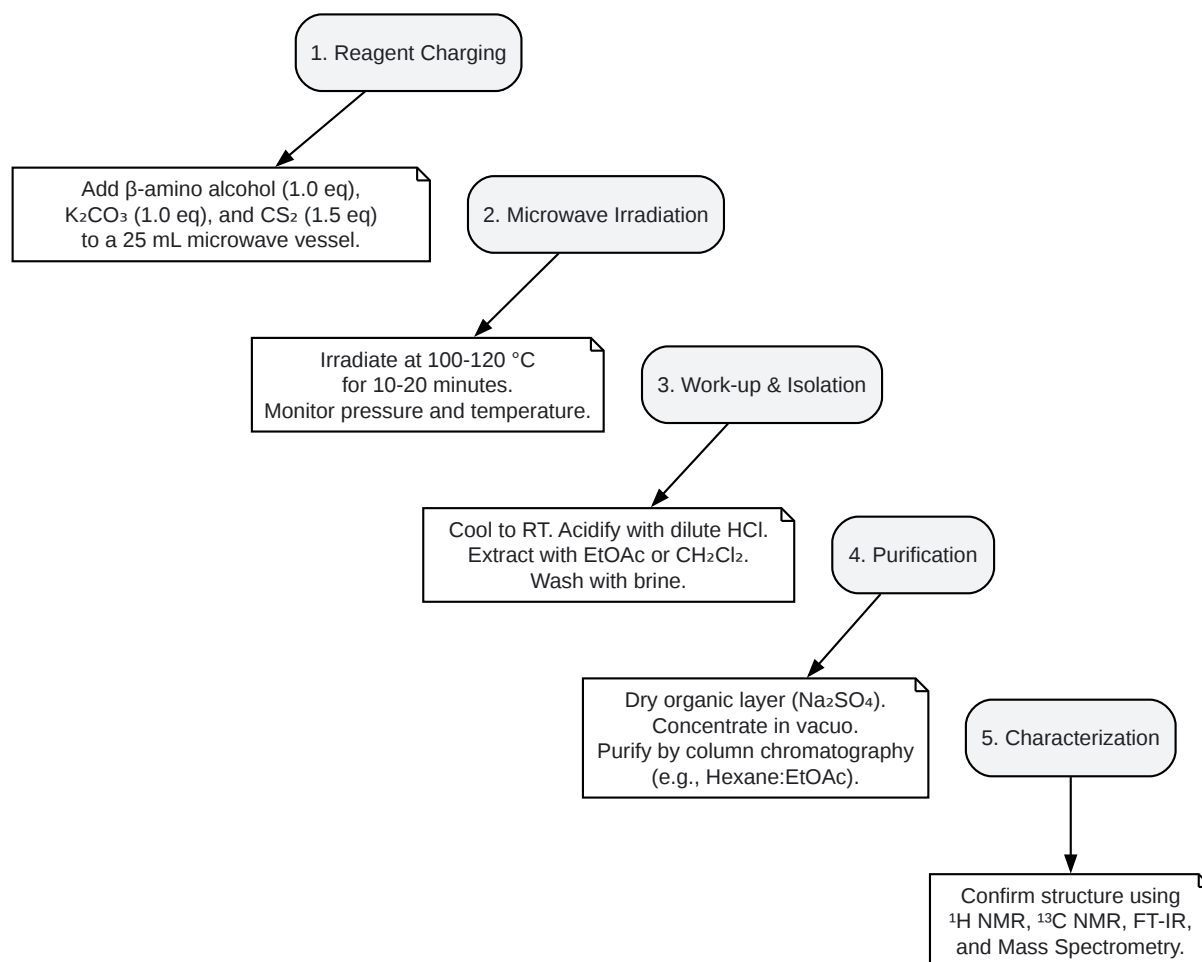 1. Reagent Charging
Add β-amino alcohol (1.0 eq),
K₂CO₃ (1.0 eq), and CS₂ (1.5 eq)
to a 25 mL microwave vessel.
2. Microwave Irradiation
Irradiate at 100-120 °C
for 10-20 minutes.
Monitor pressure and temperature.
3. Work-up & Isolation
Cool to RT. Acidify with dilute HCl.
Extract with EtOAc or CH₂Cl₂.
Wash with brine.
4. Purification
Dry organic layer (Na₂SO₄).
Concentrate in vacuo.
Purify by column chromatography
(e.g., Hexane:EtOAc).
5. Characterization
Confirm structure using
¹H NMR, ¹³C NMR, FT-IR,
and Mass Spectrometry.